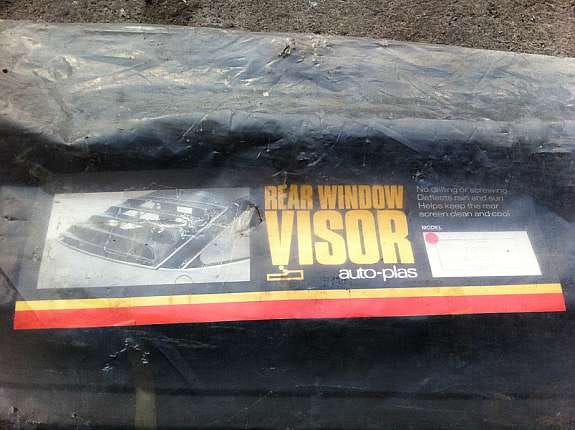 REAR WINDOW
VISOR
auto-plas
No drilling or screwing
Deflects rain and sun
Helps keep the rear
screen clean and cool
MODEL